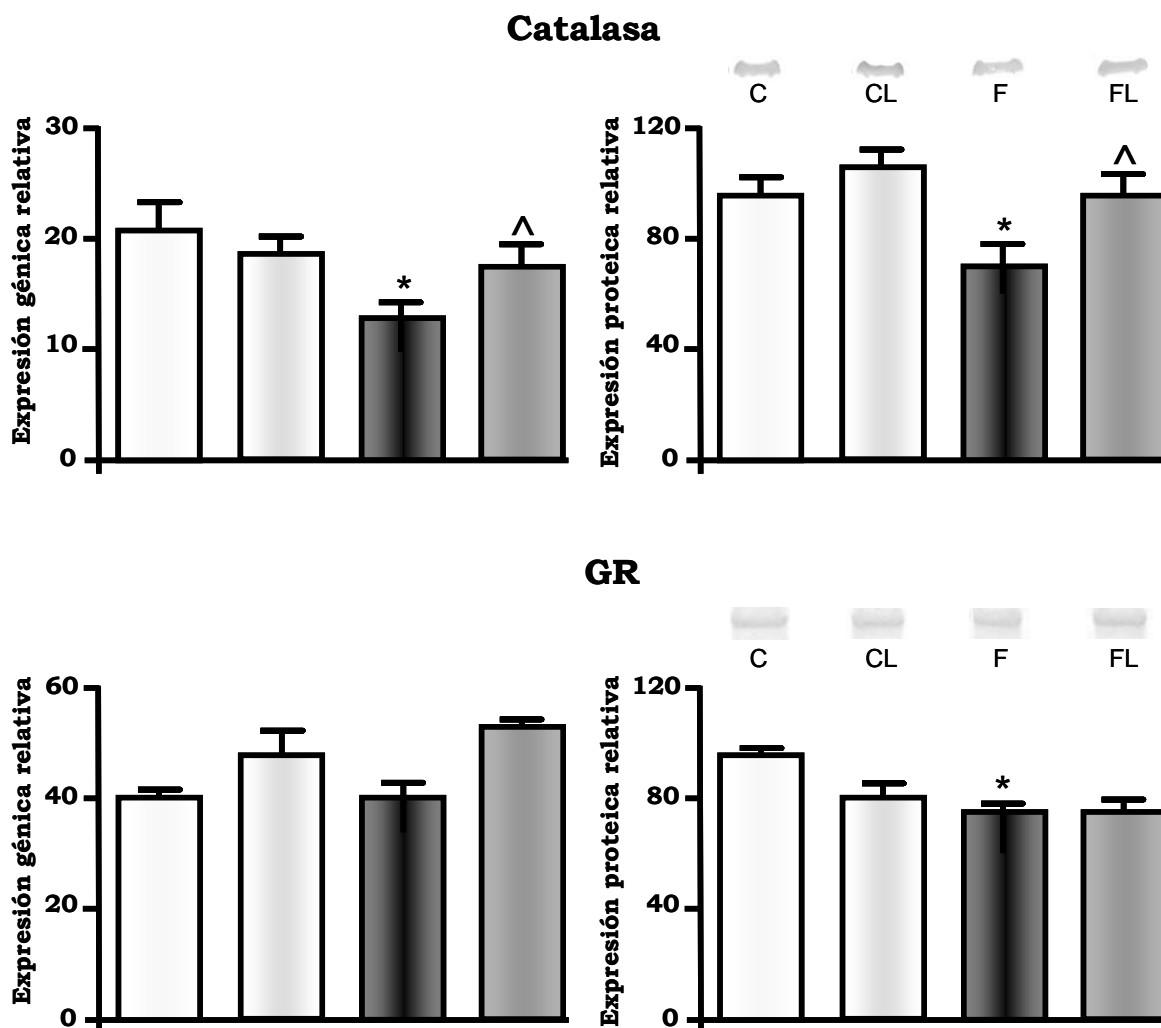 Catalasa
C CL F FL
Expresión génica relativa
30
20
10
0
*
^
Expresión proteica relativa
120
80
40
0
*
^
GR
C CL F FL
Expresión génica relativa
60
40
20
0
Expresión proteica relativa
120
80
40
0
*